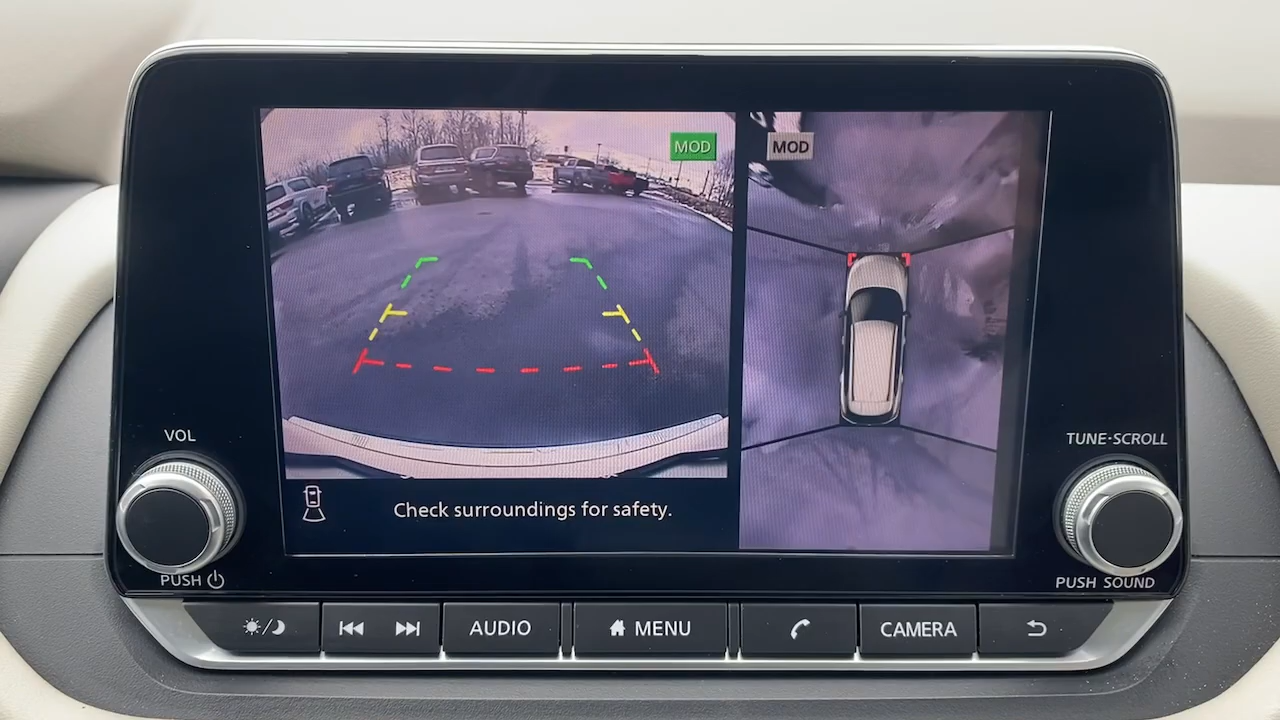 MOD
MOD
VOL
TUNE·SCROLL
Check surroundings for safety.
PUSH
PUSH SOUND
AUDIO
MENU
CAMERA